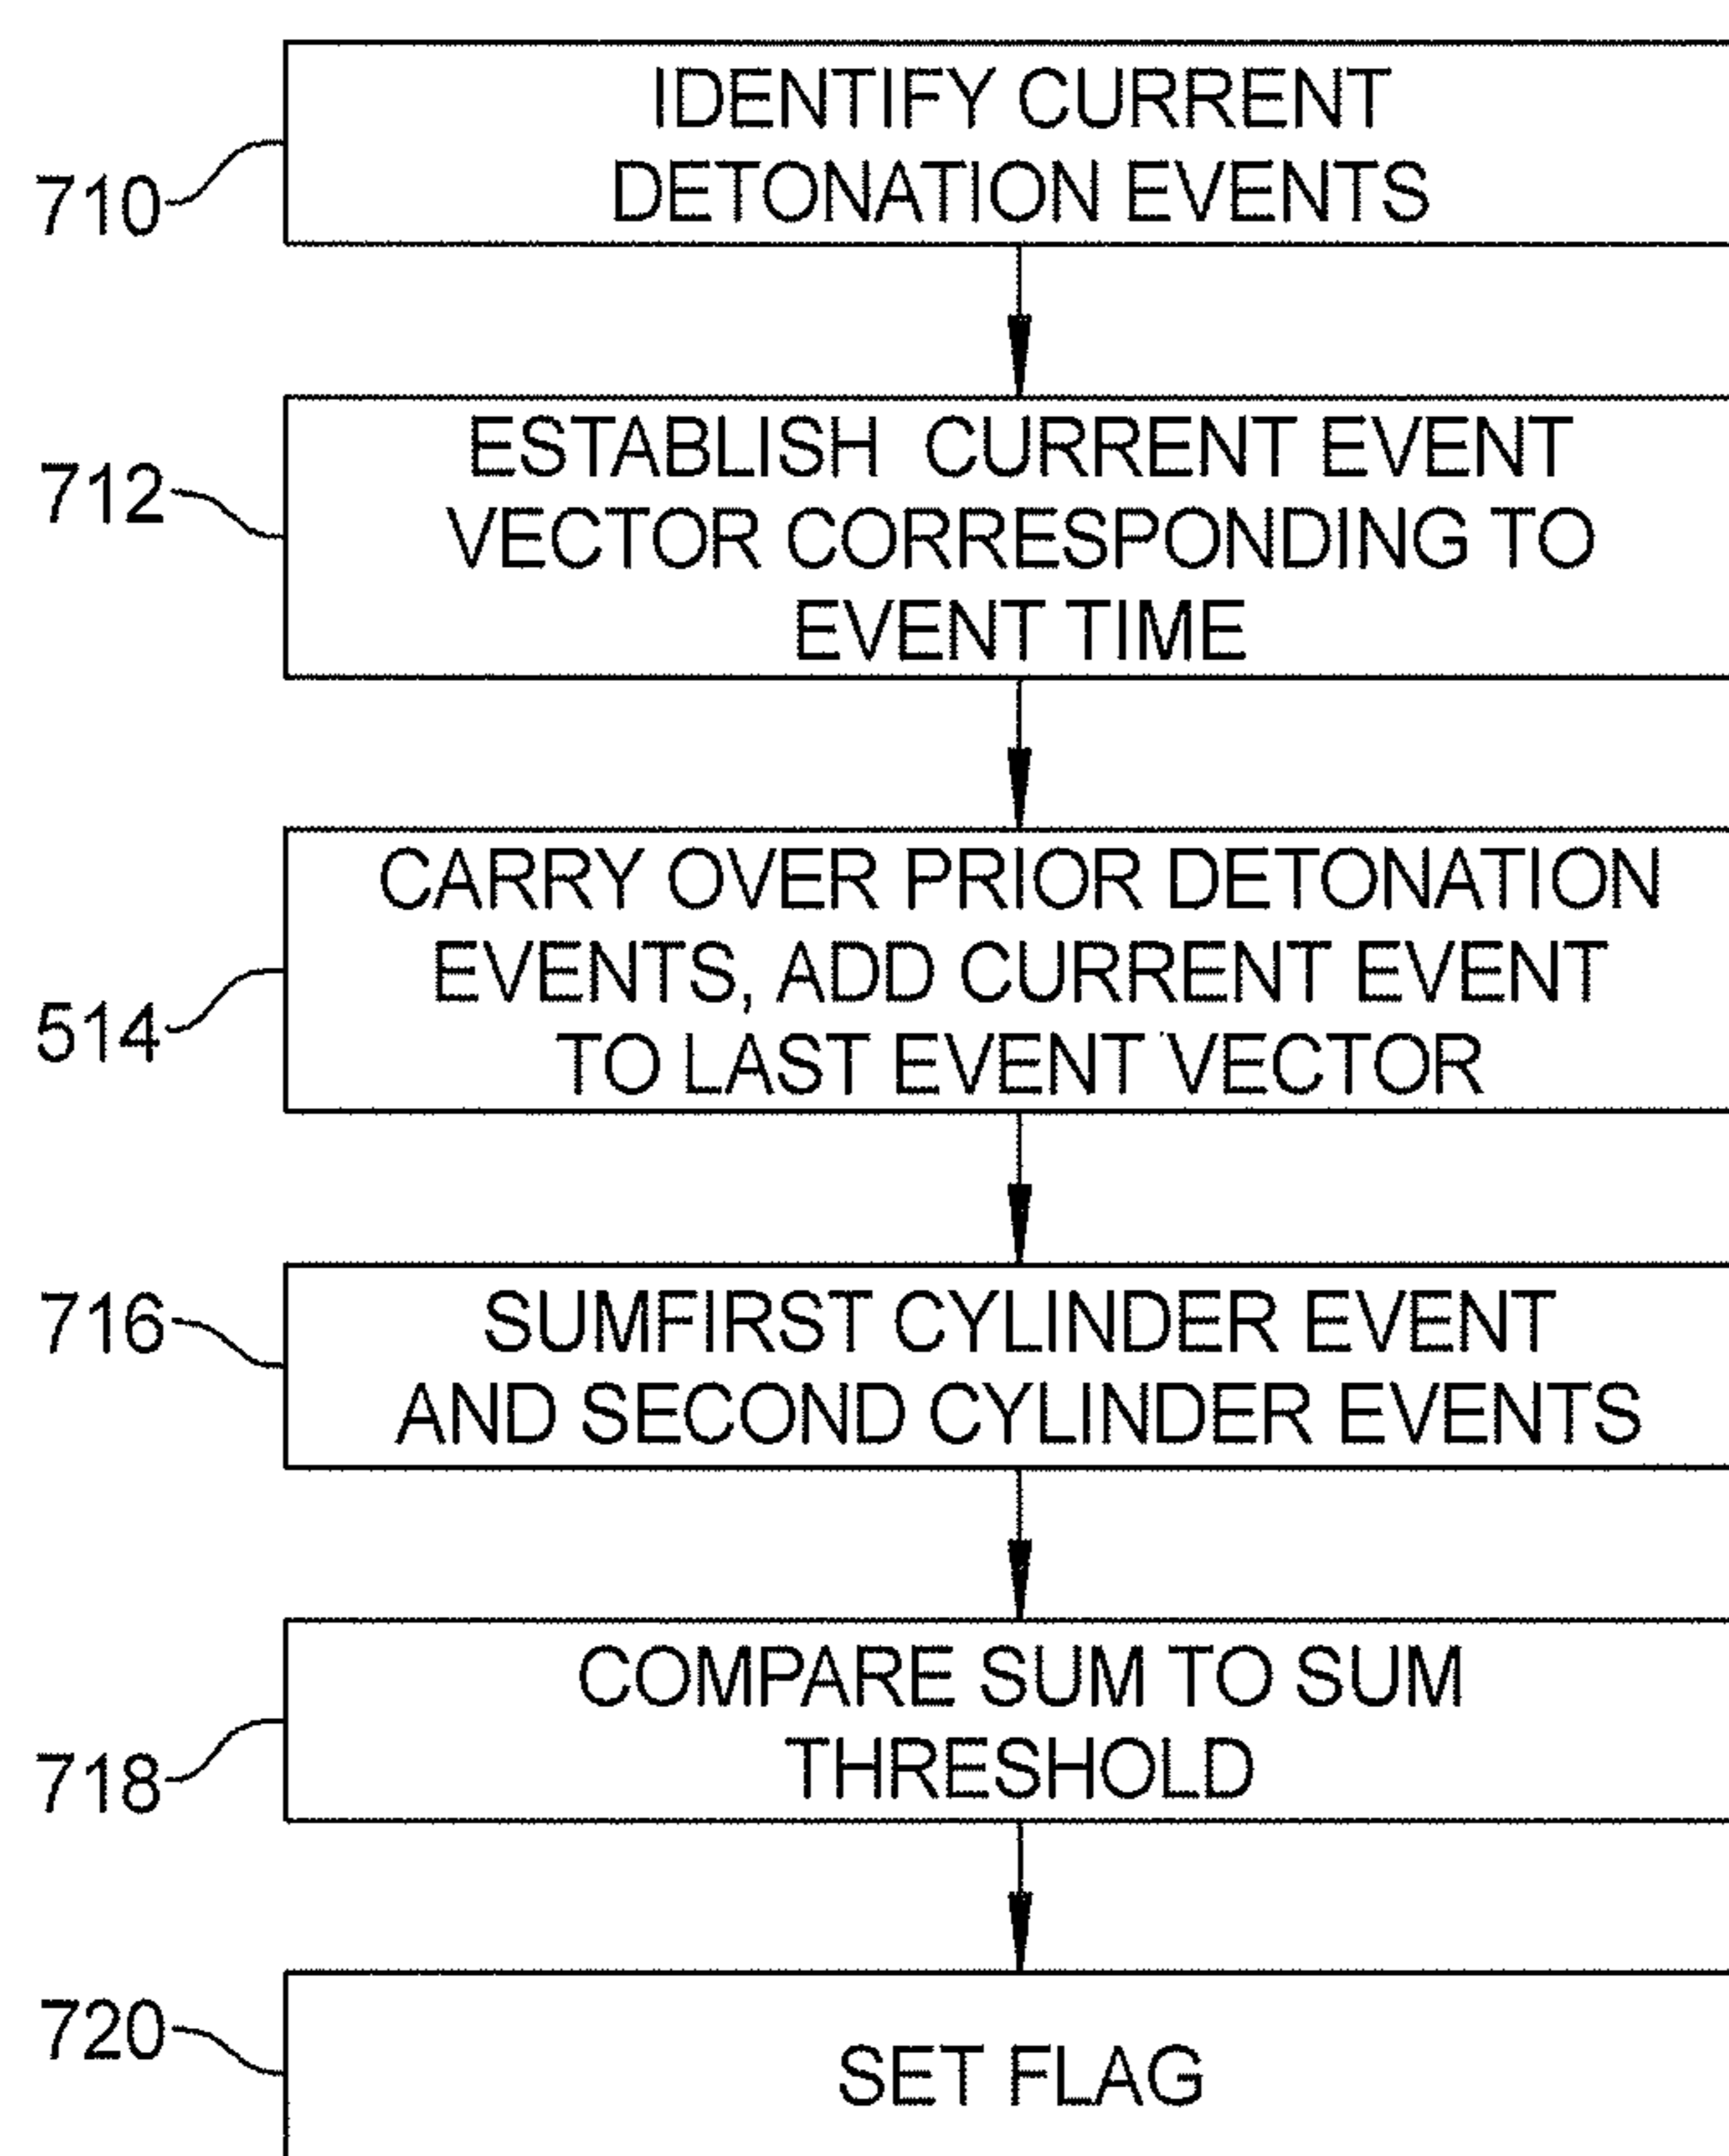 IDENTIFY CURRENT
DETONATION EVENTS
710
ESTABLISH CURRENT EVENT
VECTOR CORRESPONDING TO
EVENT TIME
712
CARRY OVER PRIOR DETONATION
EVENTS, ADD CURRENT EVENT
TO LAST EVENT VECTOR
514
SUMFIRST CYLINDER EVENT
AND SECOND CYLINDER EVENTS
716
COMPARE SUM TO SUM
THRESHOLD
718
SET FLAG
720